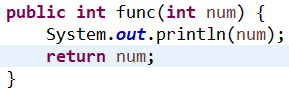 public int func(int num) {
    System.out.println(num);
    return num;
}